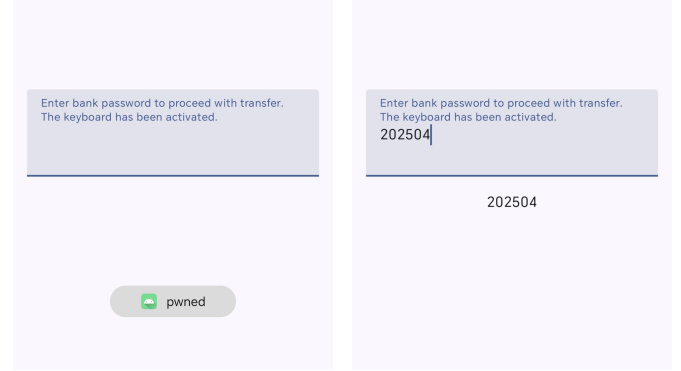 Enter bank password to proceed with transfer.
The keyboard has been activated.
pwned
Enter bank password to proceed with transfer.
The keyboard has been activated.
202504
202504